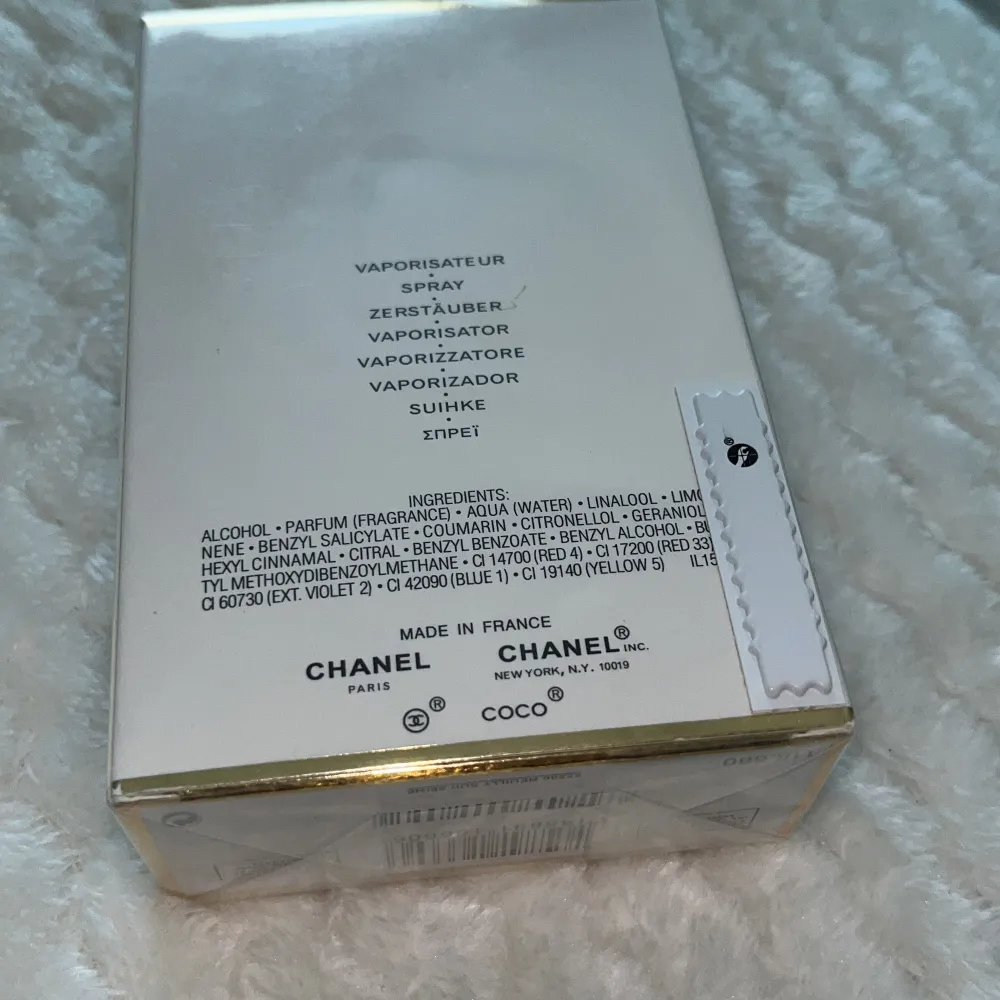 VAPORISATEUR
•
SPRAY
•
ZERSTÄUBER
•
VAPORISATOR
•
VAPORIZZATORE
•
VAPORIZADOR
•
SUIHKE
•
ΣΠΡΕΪ
INGREDIENTS:
ALCOHOL • PARFUM (FRAGRANCE) • AQUA (WATER) • LINALOOL •
NENE • BENZYL SALICYLATE • COUMARIN • CITRONELLOL • GERANIOL
HEXYL CINNAMAL • CITRAL • BENZYL BENZOATE • BENZYL ALCOHOL •
TYL METHOXYDIBENZOYLMETHANE • CI 14700 (RED 4) • CI 17200 (RED 33)
CI 60730 (EXT. VIOLET 2) • CI 42090 (BLUE 1) • CI 19140 (YELLOW 5) IL15
MADE IN FRANCE
CHANEL CHANEL® INC.
PARIS NEW YORK, N.Y. 10019
® COCO®